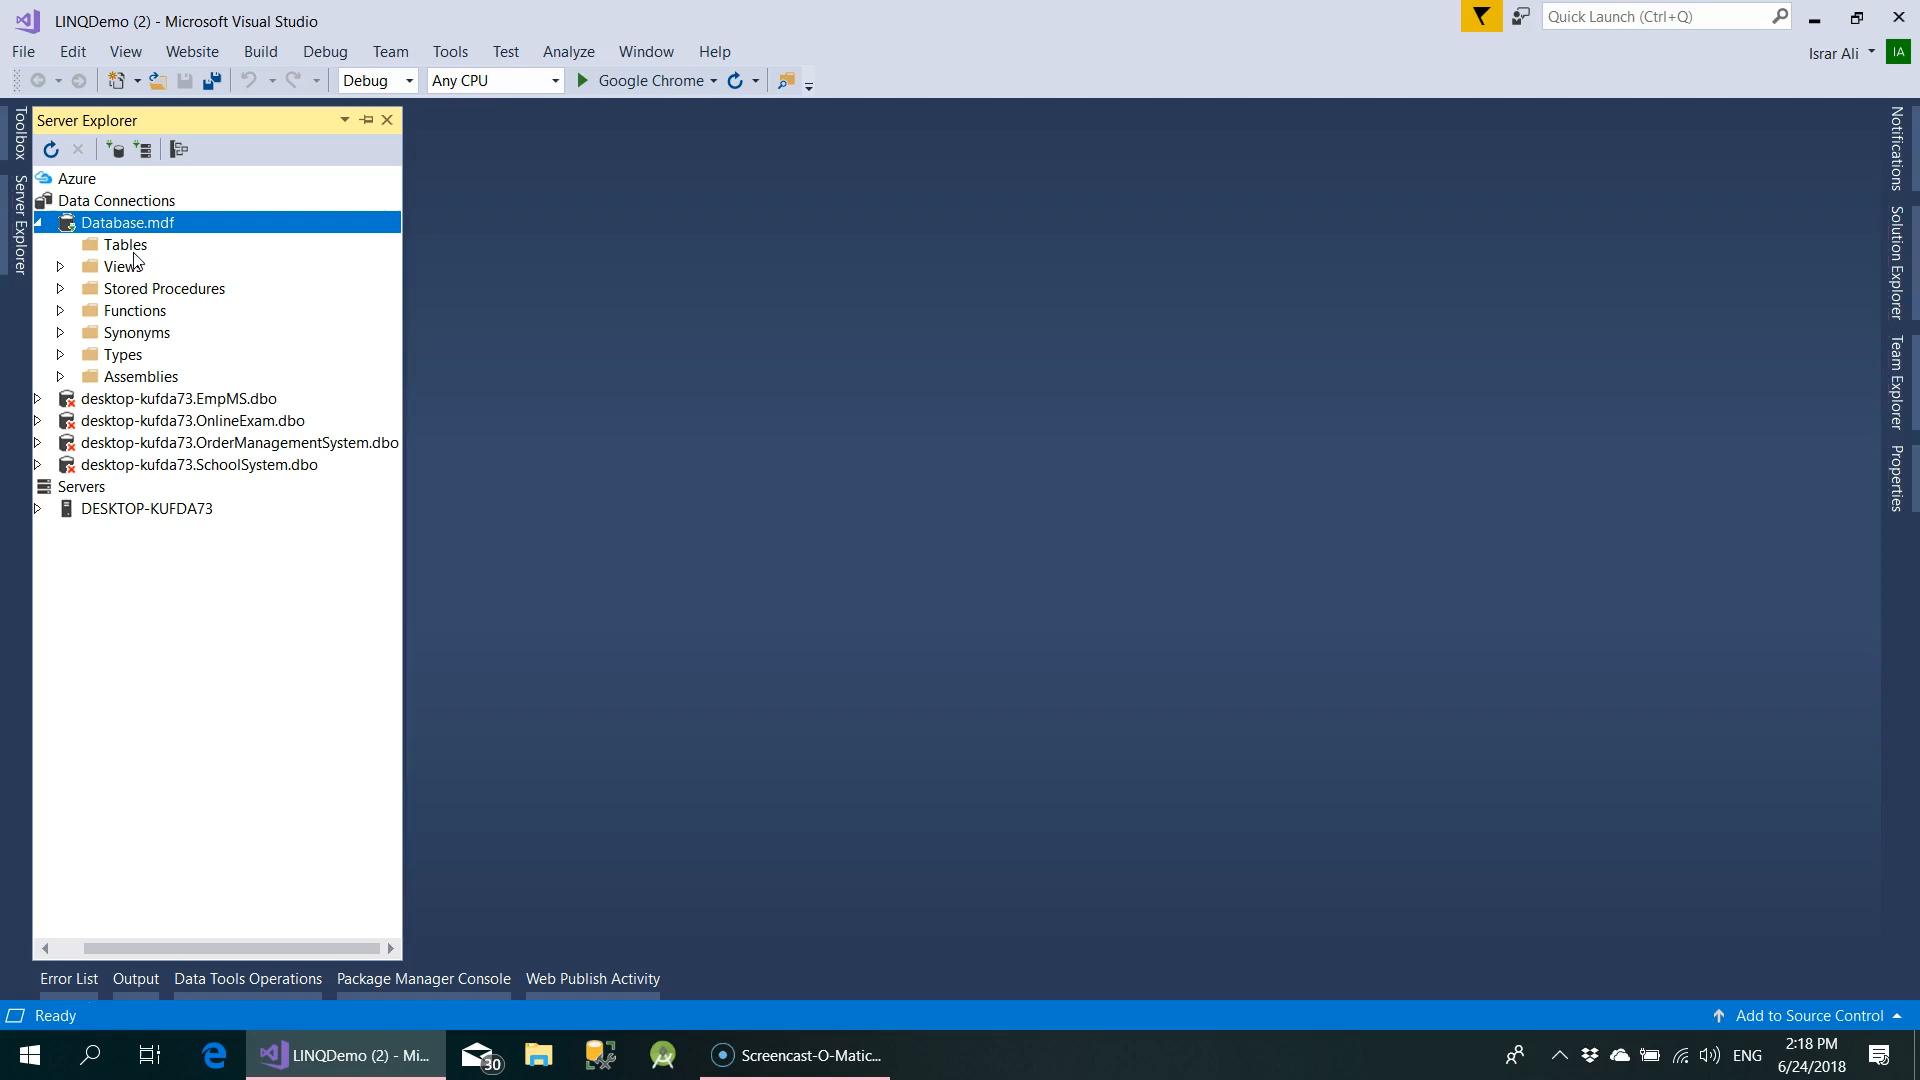 LINQDemo (2) - Microsoft Visual Studio
Quick Launch (Ctrl+Q)
File Edit View Website Build Debug Team Tools Test Analyze Window Help
Israr Ali IA
Debug Any CPU Google Chrome
Server Explorer
Toolbox
Server Explorer
Azure
Data Connections
Database.mdf
Tables
Views
Stored Procedures
Functions
Synonyms
Types
Assemblies
desktop-kufda73.EmpMS.dbo
desktop-kufda73.OnlineExam.dbo
desktop-kufda73.OrderManagementSystem.dbo
desktop-kufda73.SchoolSystem.dbo
Servers
DESKTOP-KUFDA73
Notifications
Solution Explorer
Team Explorer
Properties
Error List Output Data Tools Operations Package Manager Console Web Publish Activity
Ready
Add to Source Control
LINQDemo (2) - Mi...
30
Screencast-O-Matic...
ENG
2:18 PM
6/24/2018